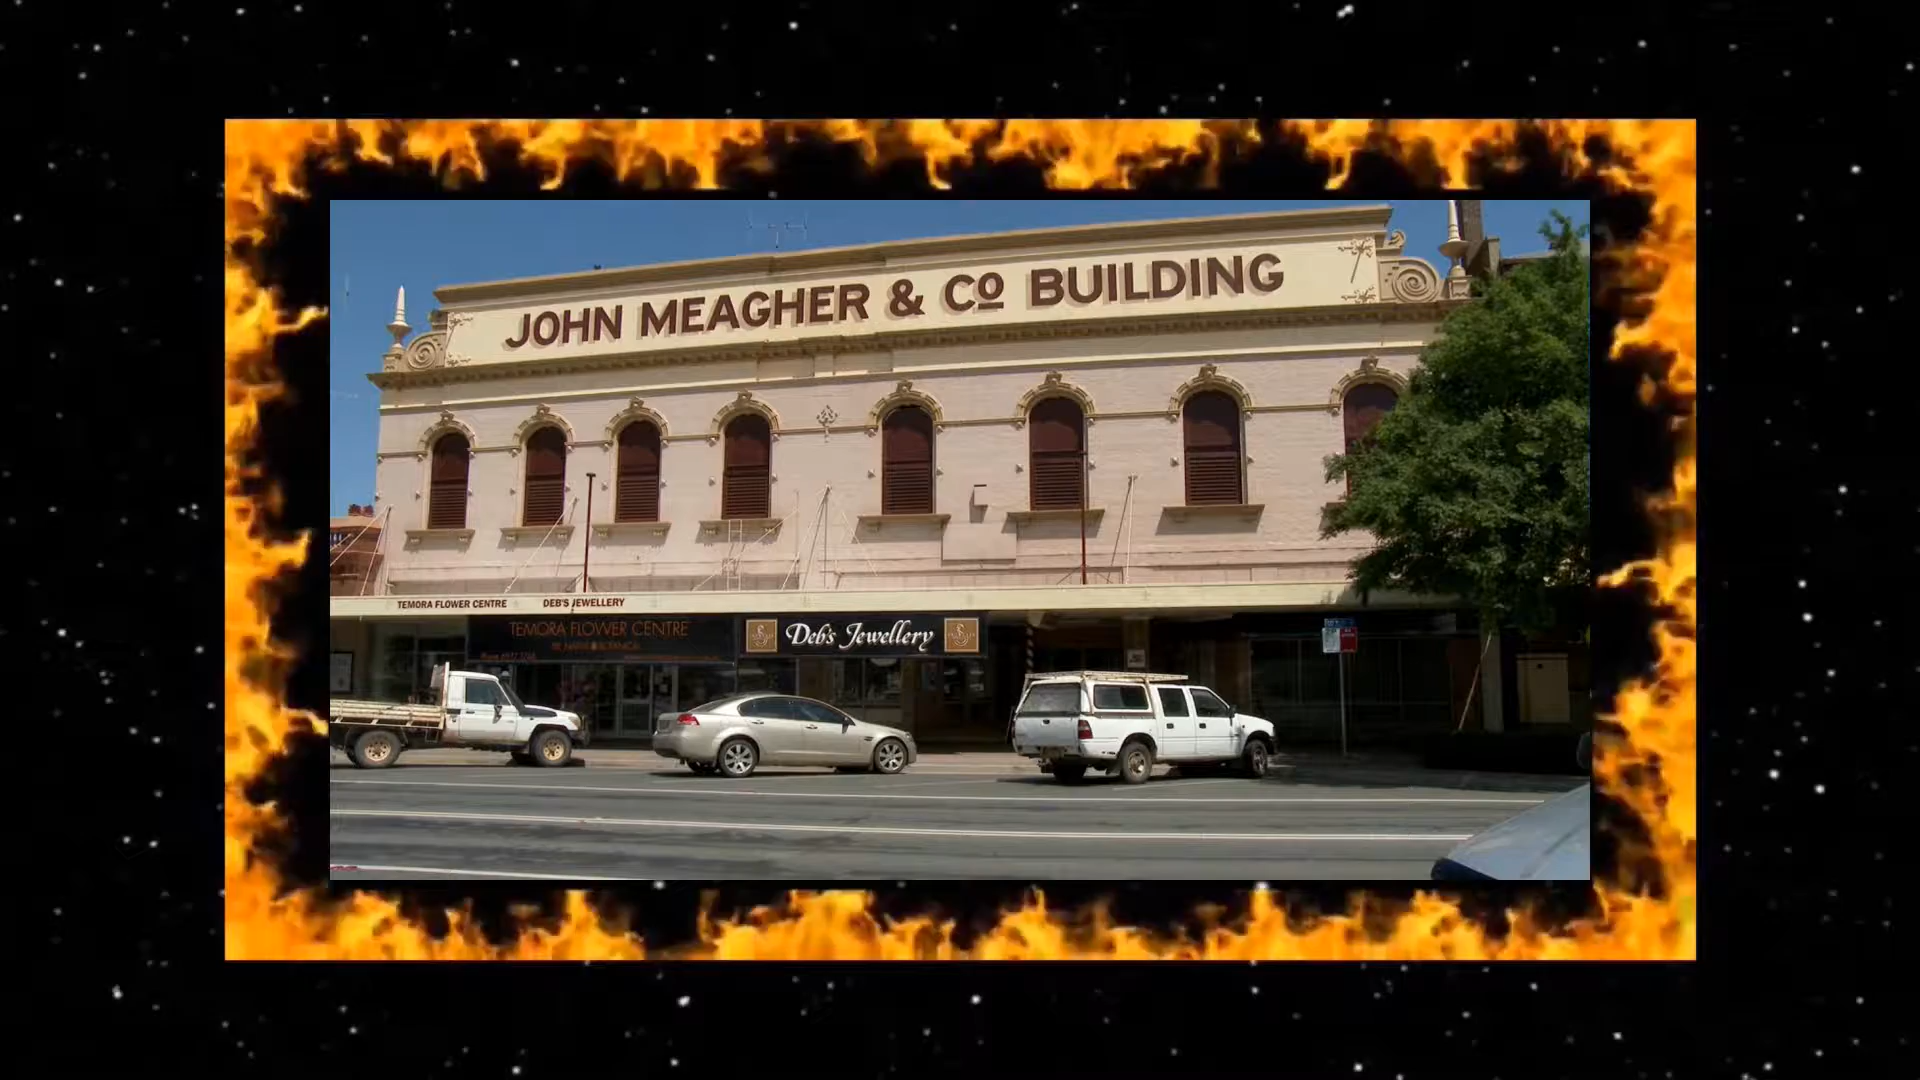 JOHN MEAGHER & Co BUILDING
TEMORA FLOWER CENTRE DEB'S JEWELLERY
TEMORA FLOWER CENTRE
Deb's Jewellery